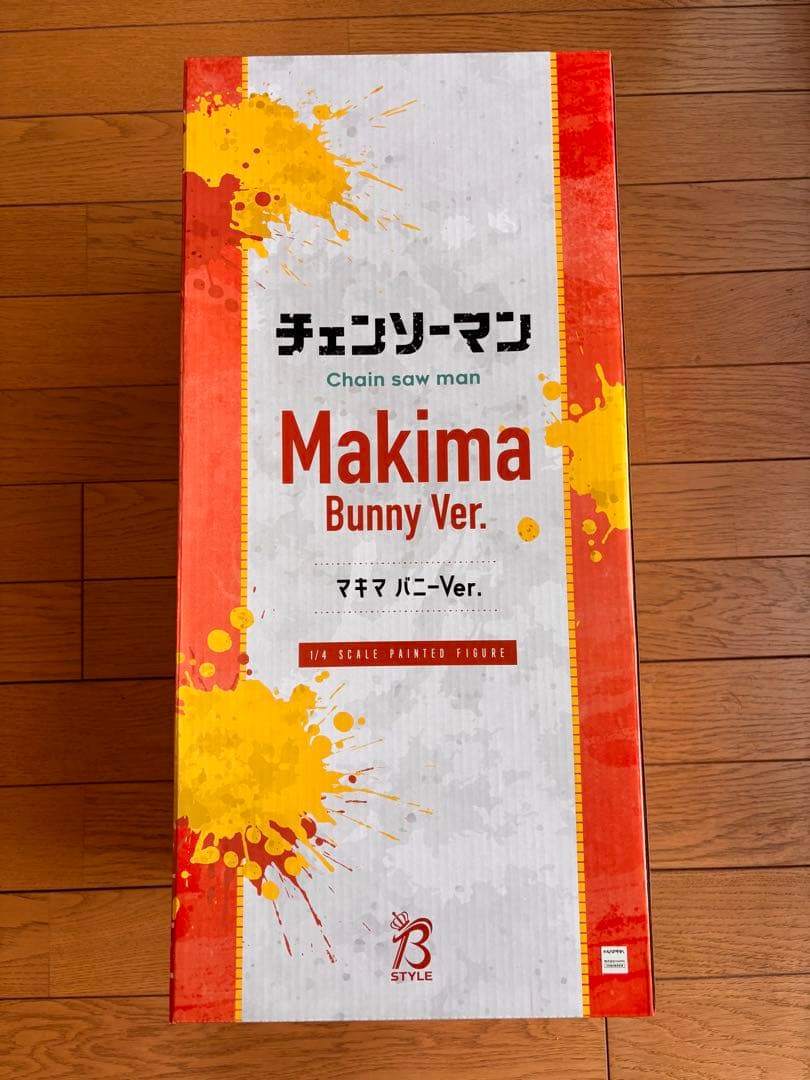 チェンソーマン
Chain saw man
Makima
Bunny Ver.
マキマ バニーVer.
1/4 SCALE PAINTED FIGURE
B
STYLE